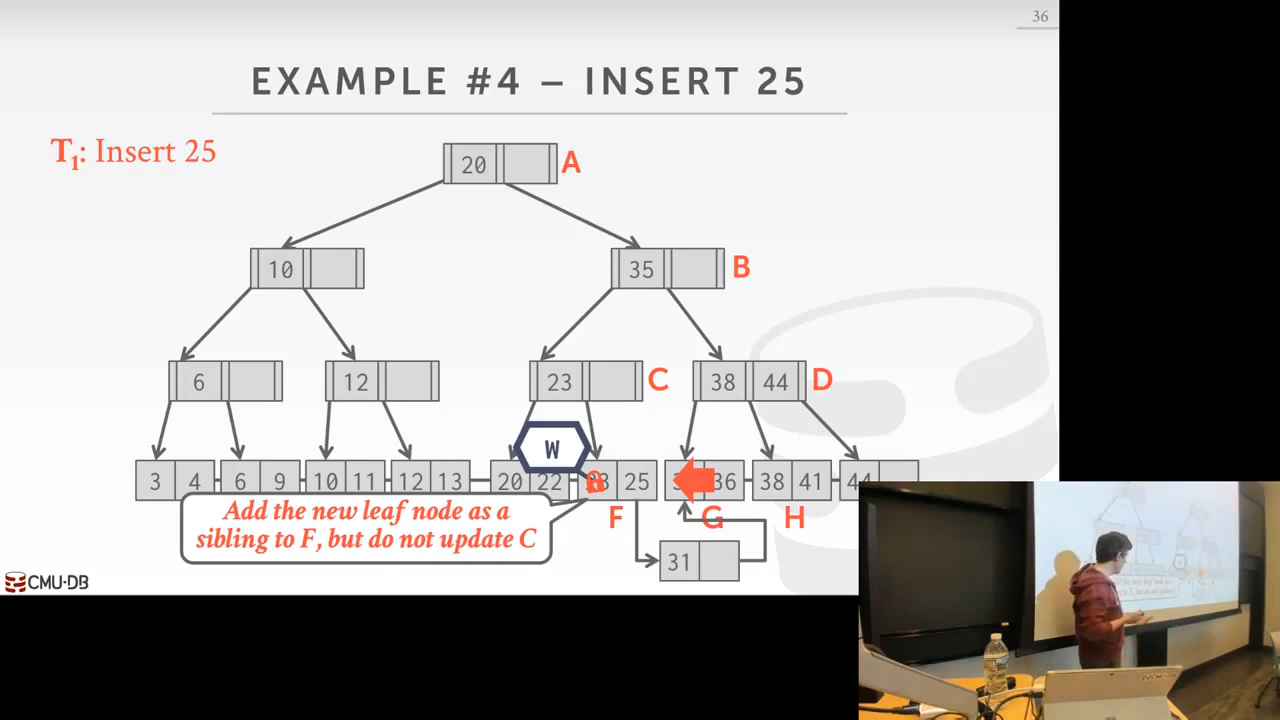 36
EXAMPLE #4 – INSERT 25
T1: Insert 25
20 A
10
35 B
6
12
23 C
38 44 D
W
3 4 6 9 10 11 12 13 20 22 25 36 38 41 44
F G H
Add the new leaf node as a
sibling to F, but do not update C
31
CMU·DB